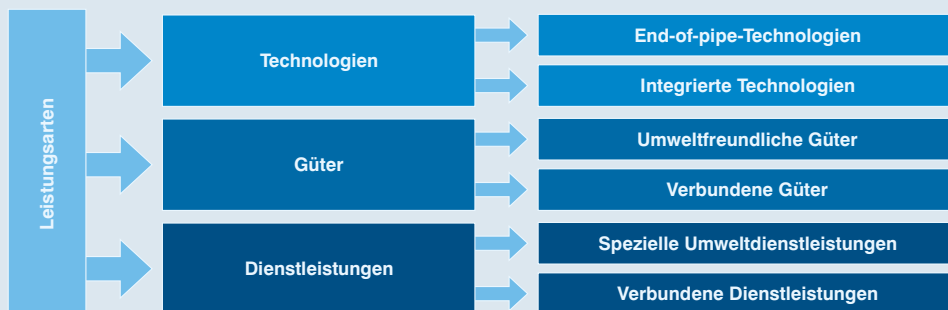 Leistungsarten
Technologien
End-of-pipe-Technologien
Integrierte Technologien
Güter
Umweltfreundliche Güter
Verbundene Güter
Dienstleistungen
Spezielle Umweltdienstleistungen
Verbundene Dienstleistungen